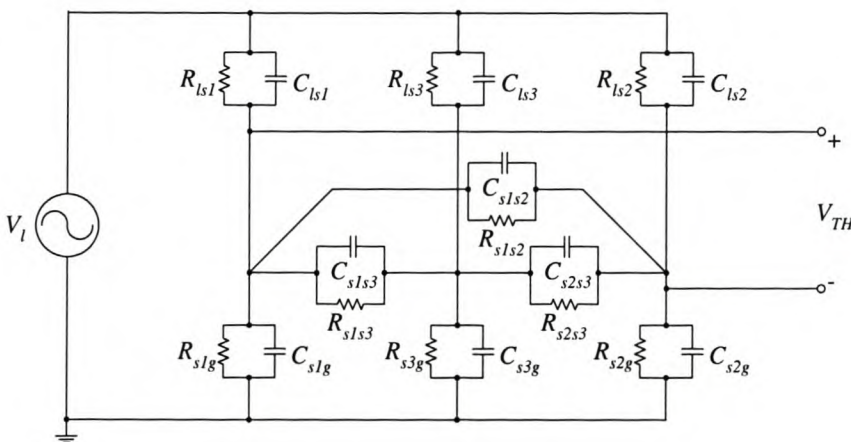 R_ls1 C_ls1 R_ls3 C_ls3 R_ls2 C_ls2
+
C_s1s2
V_l V_TH
R_s1s2
C_s1s3 C_s2s3
-
R_s1s3 R_s2s3
R_s1g C_s1g R_s3g C_s3g R_s2g C_s2g